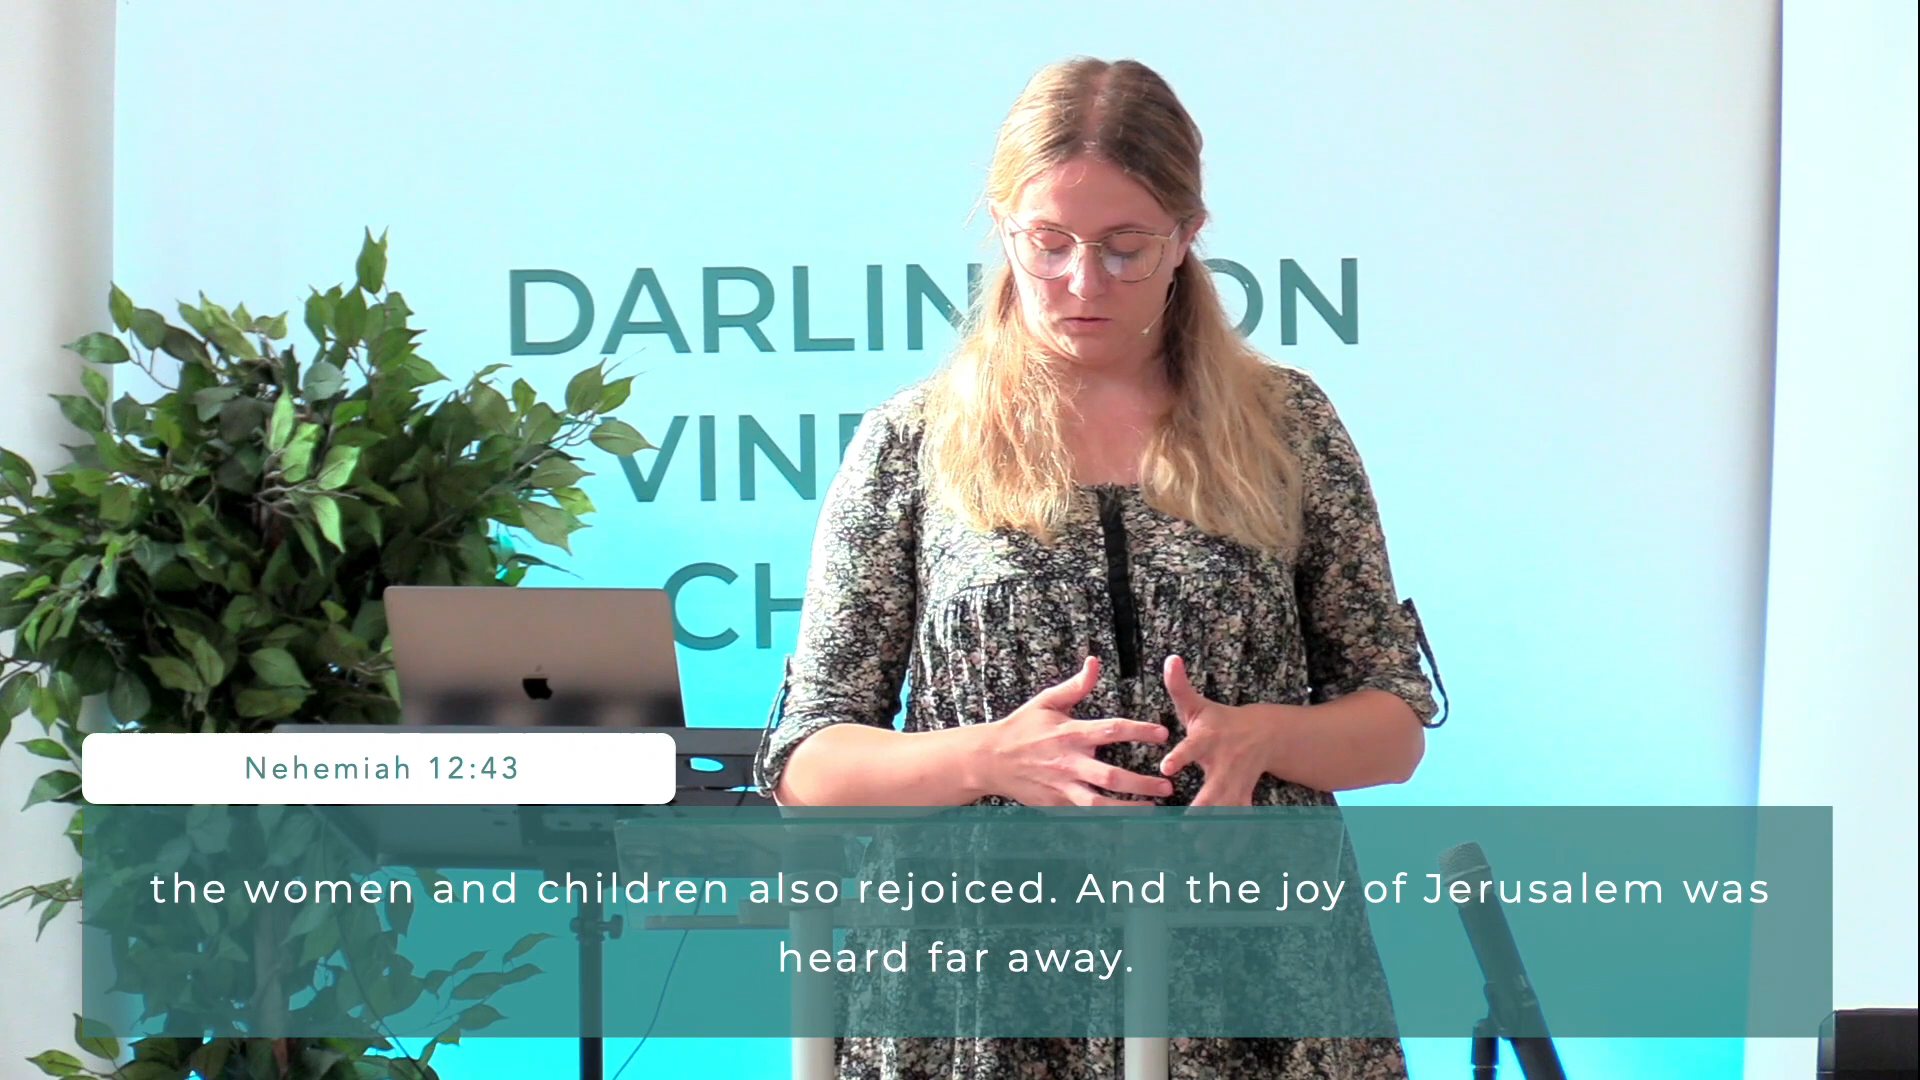 DARLIN ON
VIN
CH
Nehemiah 12:43
the women and children also rejoiced. And the joy of Jerusalem was
heard far away.